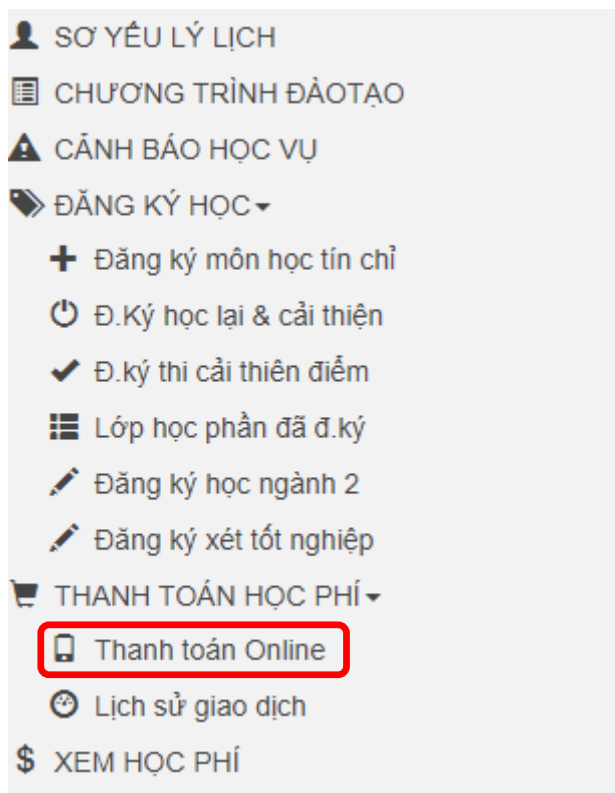 SƠ YẾU LÝ LỊCH
CHƯƠNG TRÌNH ĐÀOTẠO
CẢNH BÁO HỌC VỤ
ĐĂNG KÝ HỌC
Đăng ký môn học tín chỉ
Đ.Ký học lại & cải thiện
Đ.ký thi cải thiên điểm
Lớp học phần đã đ.ký
Đăng ký học ngành 2
Đăng ký xét tốt nghiệp
THANH TOÁN HỌC PHÍ
Thanh toán Online
Lịch sử giao dịch
$ XEM HỌC PHÍ